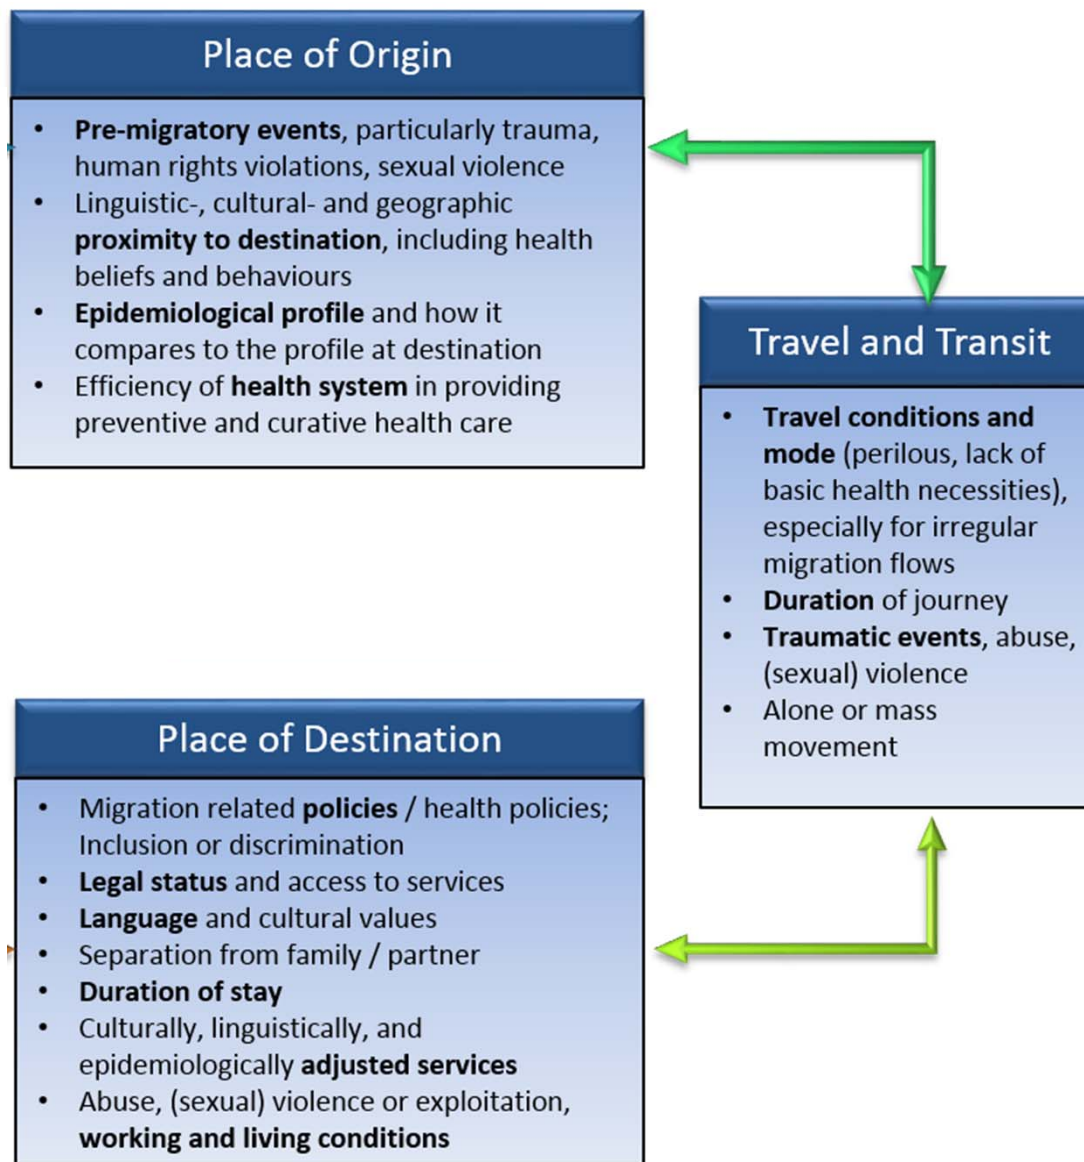 Place of Origin
• Pre-migratory events, particularly trauma,
human rights violations, sexual violence
• Linguistic-, cultural- and geographic
proximity to destination, including health
beliefs and behaviours
• Epidemiological profile and how it
compares to the profile at destination
• Efficiency of health system in providing
preventive and curative health care
Travel and Transit
• Travel conditions and
mode (perilous, lack of
basic health necessities),
especially for irregular
migration flows
• Duration of journey
• Traumatic events, abuse,
(sexual) violence
• Alone or mass
movement
Place of Destination
• Migration related policies / health policies;
Inclusion or discrimination
• Legal status and access to services
• Language and cultural values
• Separation from family / partner
• Duration of stay
• Culturally, linguistically, and
epidemiologically adjusted services
• Abuse, (sexual) violence or exploitation,
working and living conditions